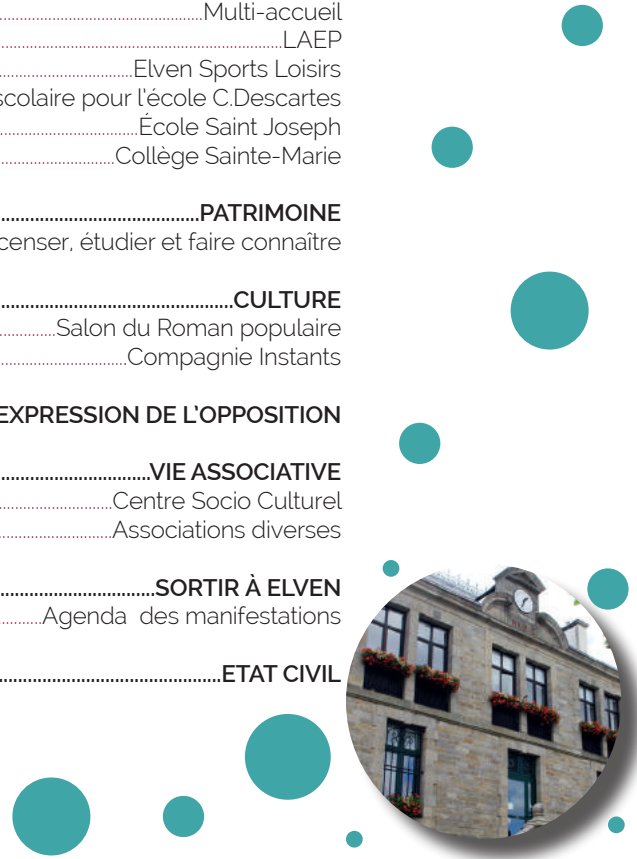 Multi-accueil
LAEP
Elven Sports Loisirs
scolaire pour l'école C.Descartes
École Saint Joseph
Collège Sainte-Marie
PATRIMOINE
censer, étudier et faire connaître
CULTURE
Salon du Roman populaire
Compagnie Instants
EXPRESSION DE L'OPPOSITION
VIE ASSOCIATIVE
Centre Socio Culturel
Associations diverses
SORTIR À ELVEN
Agenda des manifestations
ETAT CIVIL